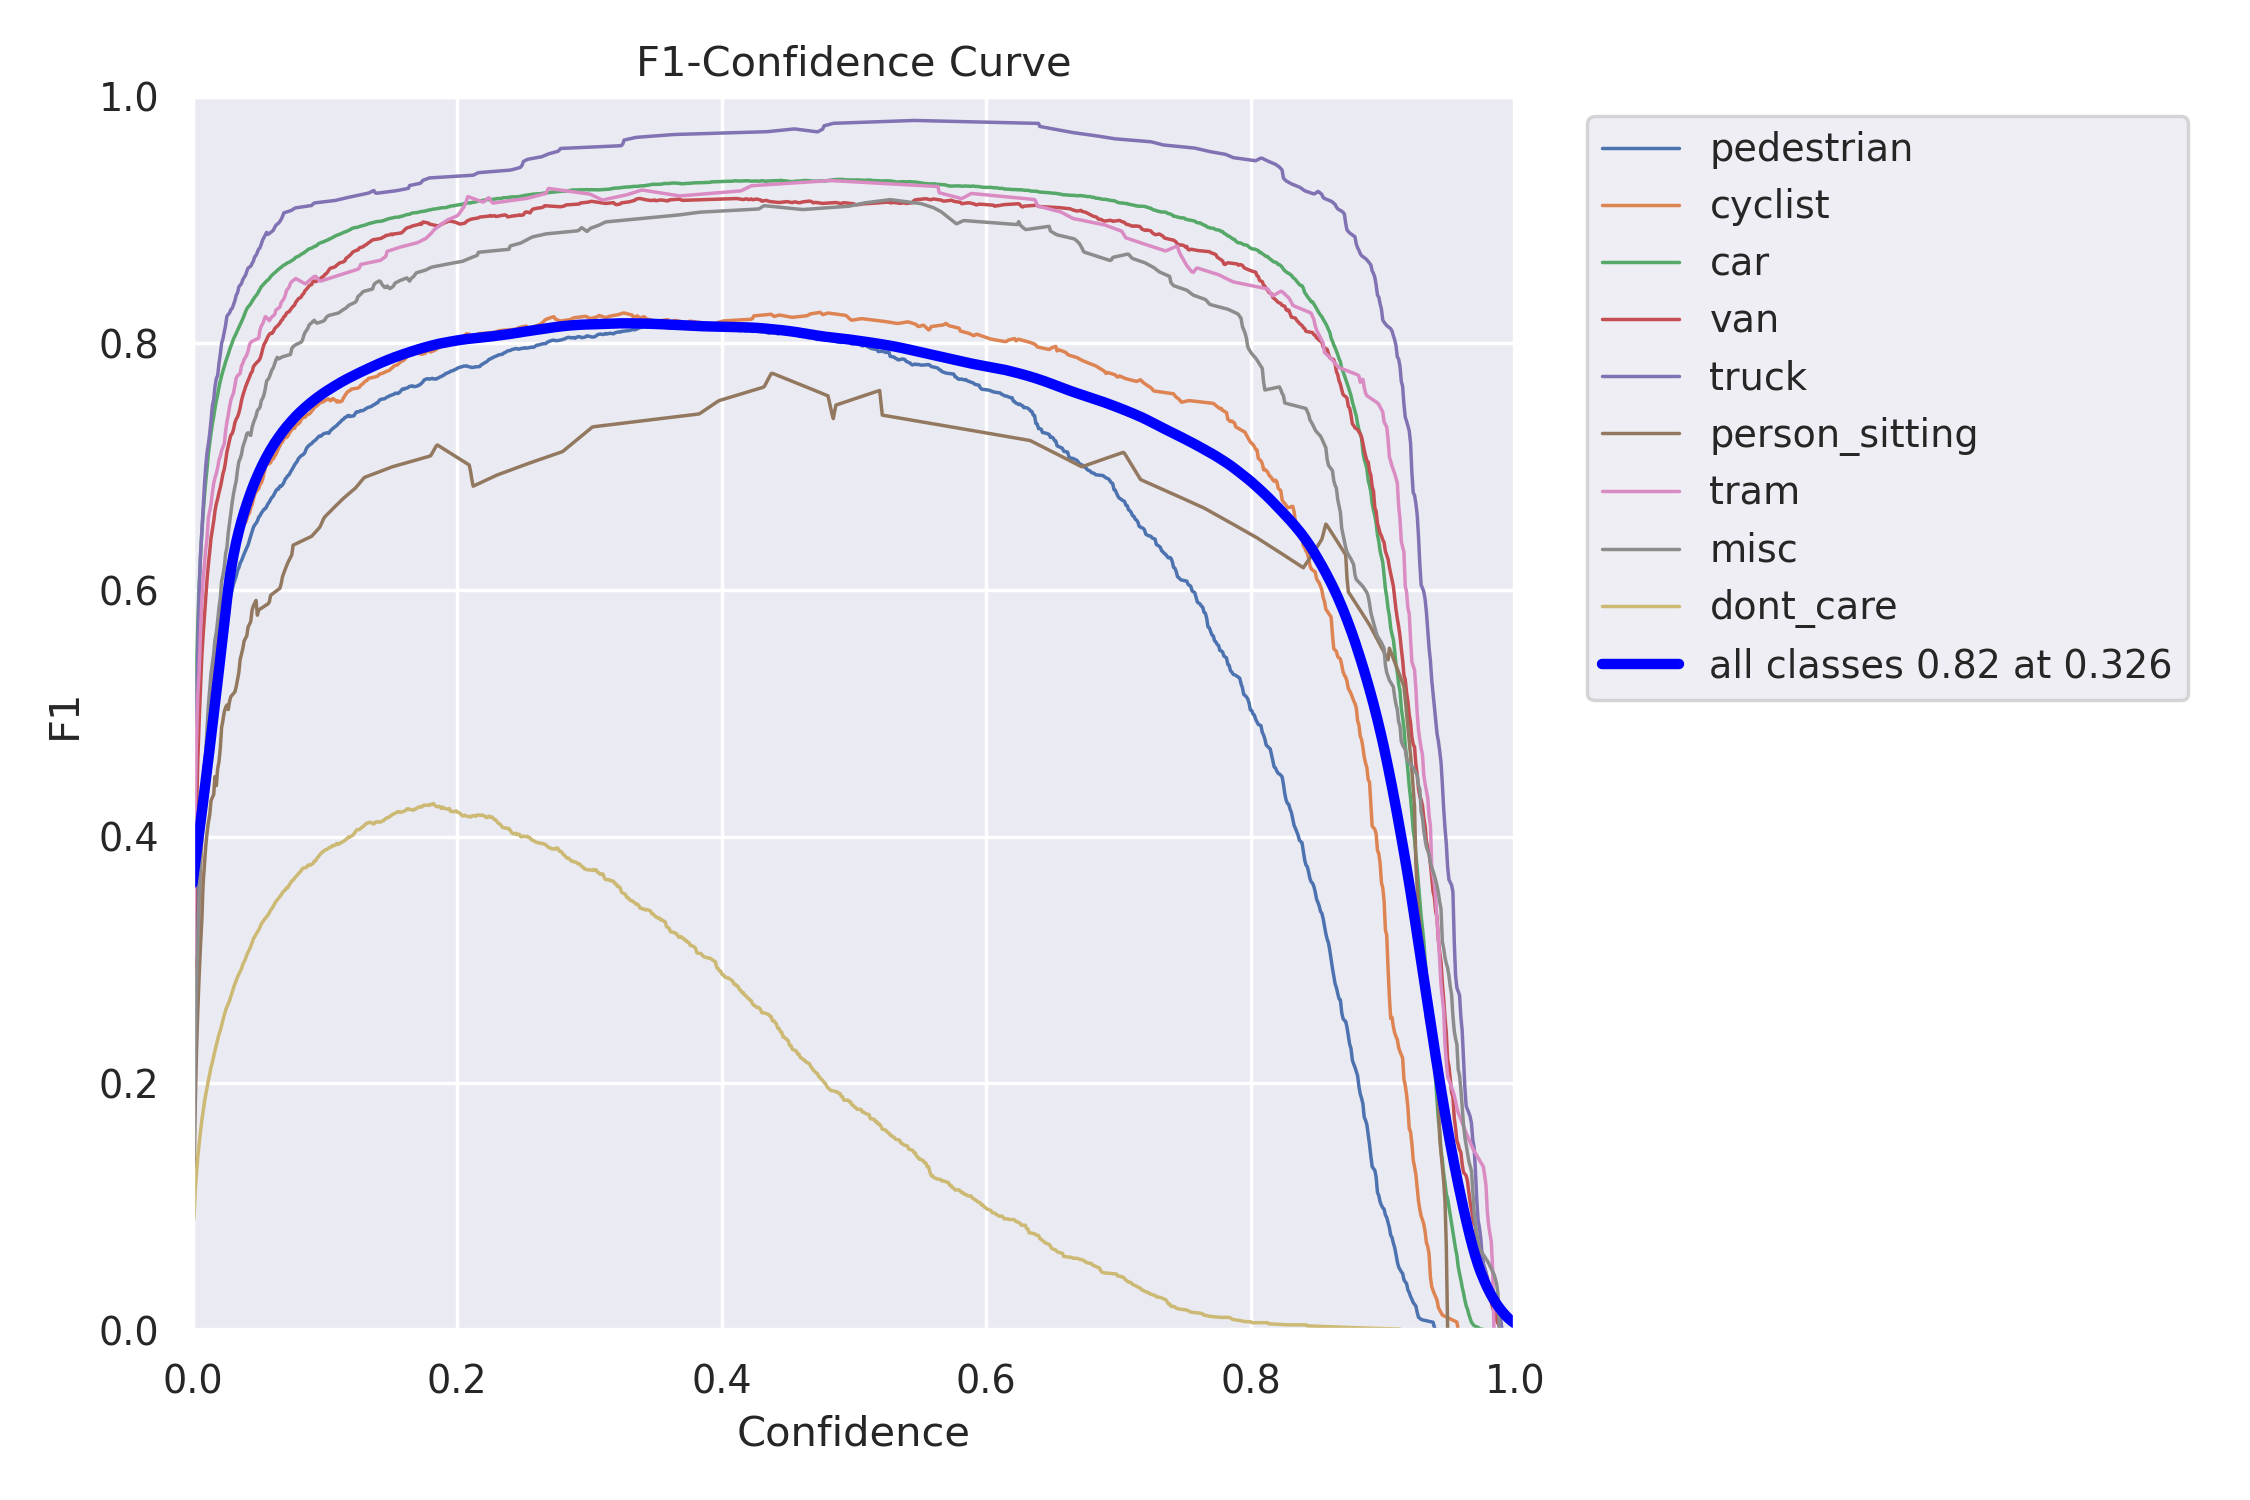 F1-Confidence Curve
1.0
0.8
0.6
0.4
0.2
0.0
F1
0.0 0.2 0.4 0.6 0.8 1.0
Confidence
pedestrian
cyclist
car
van
truck
person_sitting
tram
misc
dont_care
all classes 0.82 at 0.326